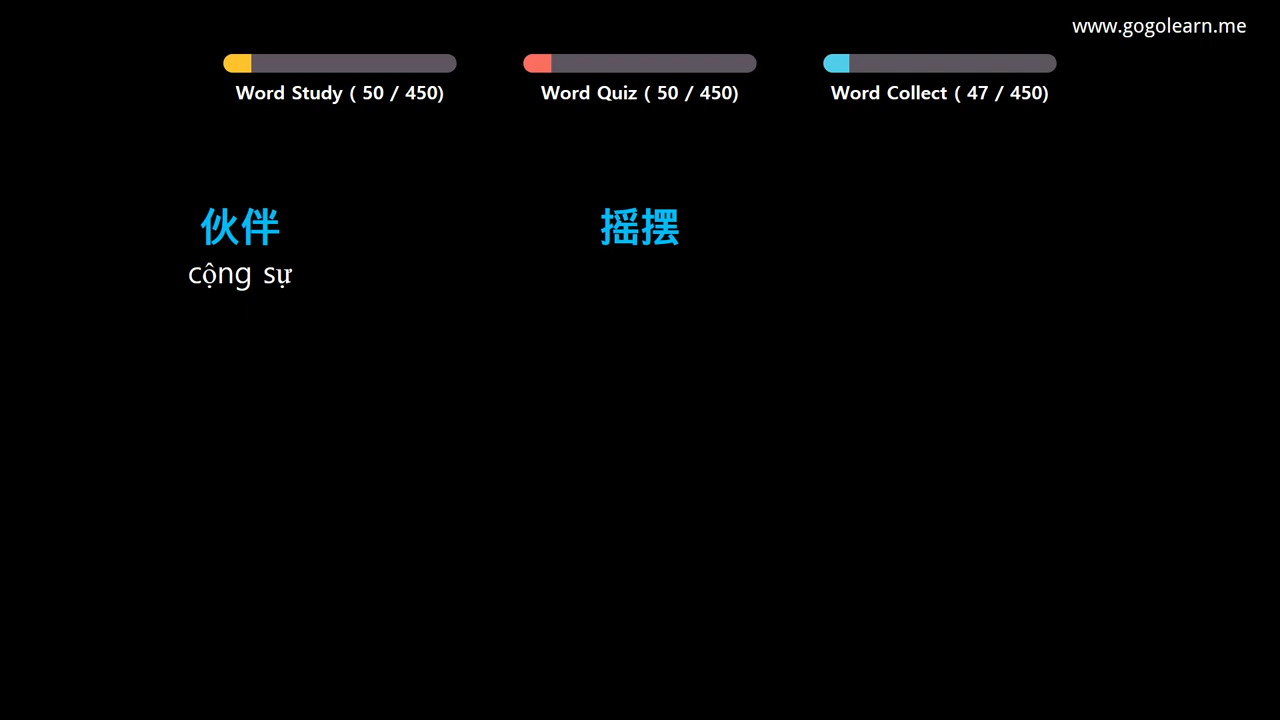 www.gogolearn.me
Word Study ( 50 / 450)
Word Quiz ( 50 / 450)
Word Collect ( 47 / 450)
伙伴
cộng sự
摇摆